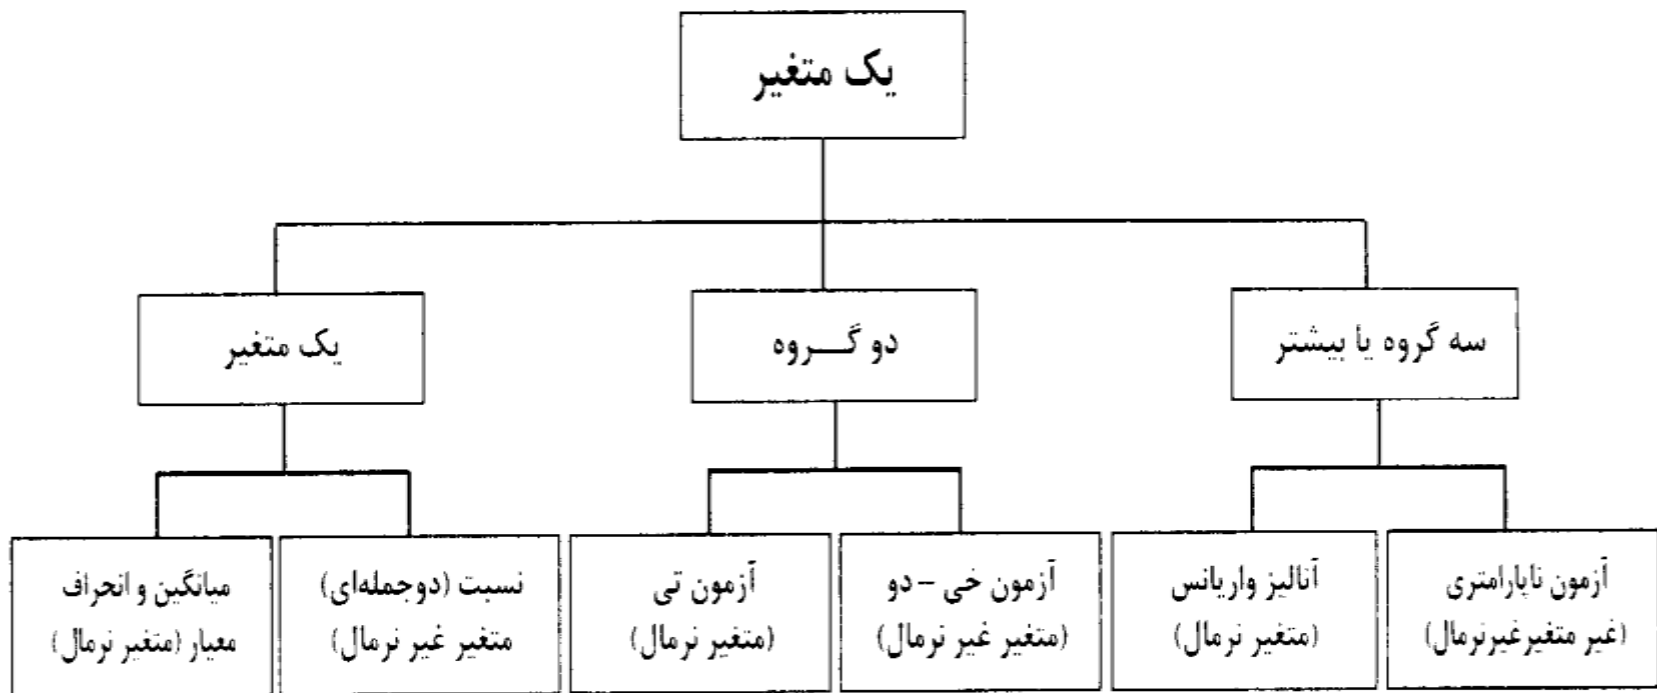 یک متغیر
سه گروه یا بیشتر
دو گـــروه
یک متغیر
آزمون ناپارامتری
(غیر متغیرغیرنرمال)
آنالیز واریانس
(متغیر نرمال)
آزمون خی – دو
(متغیر غیر نرمال)
آزمون تی
(متغیر نرمال)
نسبت (دوجمله‌ای)
متغیر غیر نرمال)
میانگین و انحراف
معیار (متغیر نرمال)